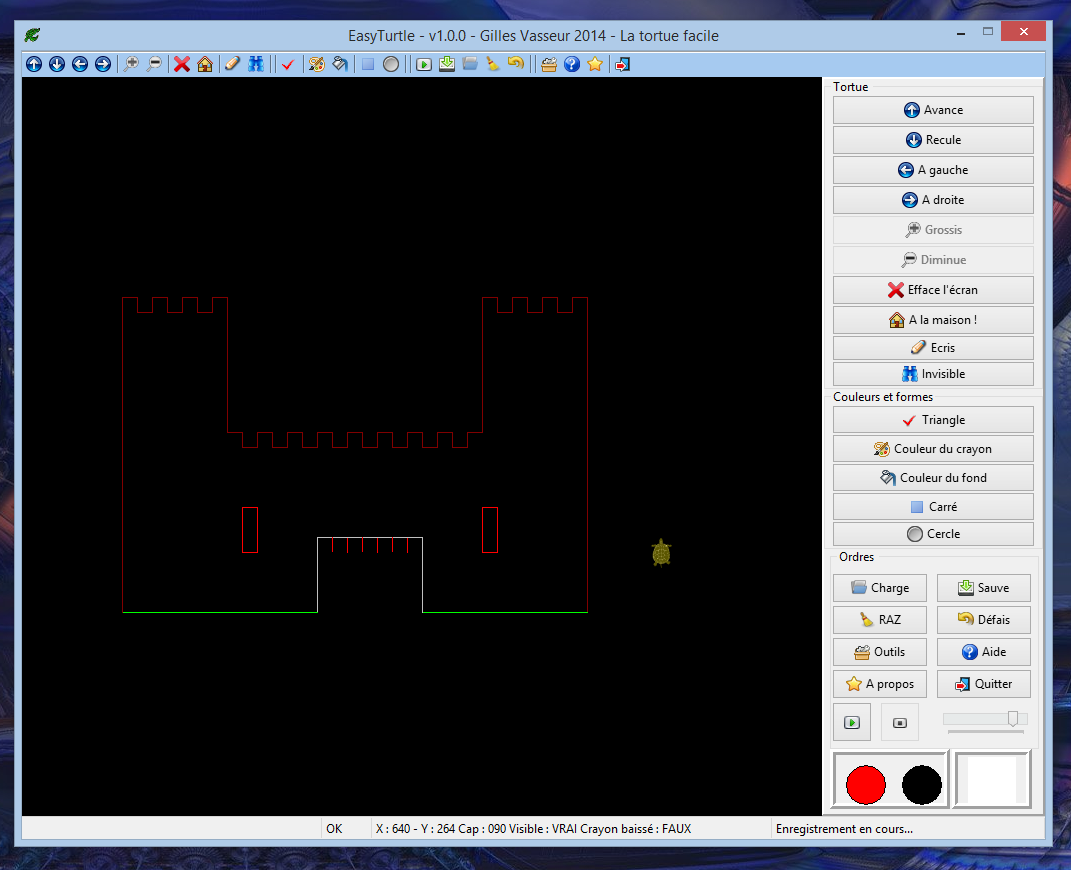 EasyTurtle - v1.0.0 - Gilles Vasseur 2014 - La tortue facile
Tortue
Avance
Recule
A gauche
A droite
Grossis
Diminue
Efface l'écran
A la maison !
Ecris
Invisible
Couleurs et formes
Triangle
Couleur du crayon
Couleur du fond
Carré
Cercle
Ordres
Charge
Sauve
RAZ
Défais
Outils
Aide
A propos
Quitter
OK
X : 640 - Y : 264 Cap : 090 Visible : VRAI Crayon baissé : FAUX
Enregistrement en cours...